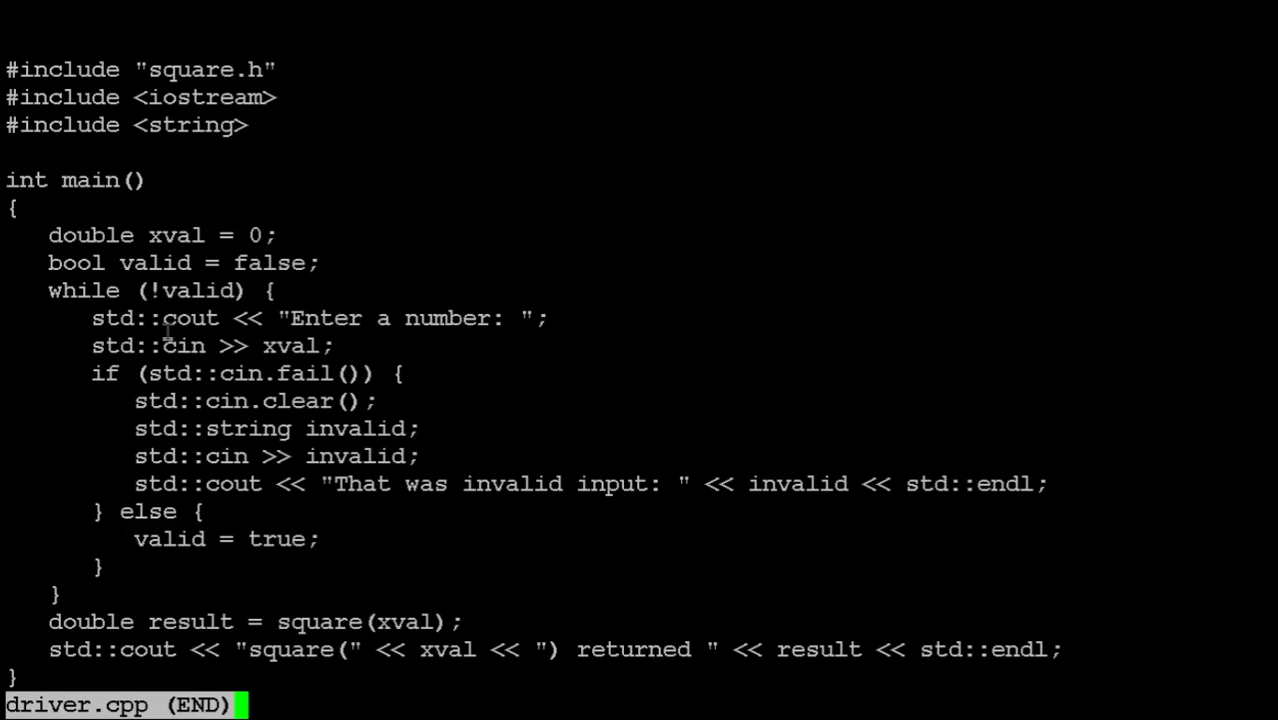 #include "square.h"
#include <iostream>
#include <string>
int main()
{
   double xval = 0;
   bool valid = false;
   while (!valid) {
      std::cout << "Enter a number: ";
      std::cin >> xval;
      if (std::cin.fail()) {
         std::cin.clear();
         std::string invalid;
         std::cin >> invalid;
         std::cout << "That was invalid input: " << invalid << std::endl;
      } else {
         valid = true;
      }
   }
   double result = square(xval);
   std::cout << "square(" << xval << ") returned " << result << std::endl;
}
driver.cpp (END)